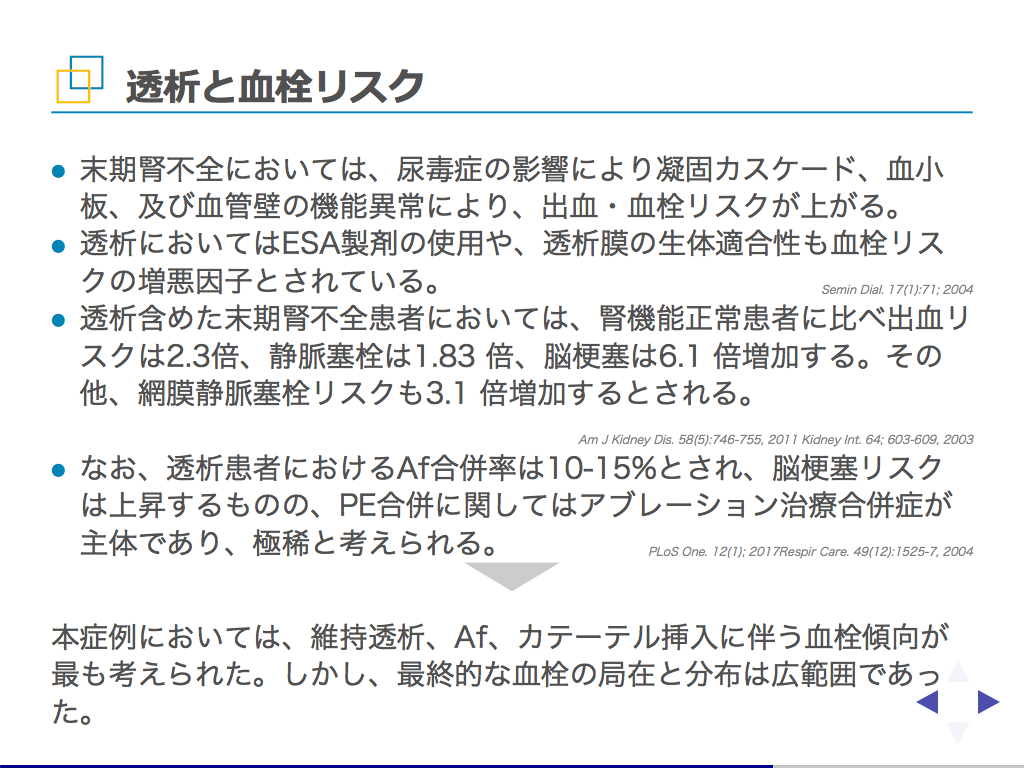 透析と血栓リスク
末期腎不全においては、尿毒症の影響により凝固カスケード、血小
板、及び血管壁の機能異常により、出血・血栓リスクが上がる。
透析においてはESA製剤の使用や、透析膜の生体適合性も血栓リス
クの増悪因子とされている。
Semin Dial. 17(1):71; 2004
透析含めた末期腎不全患者においては、腎機能正常患者に比べ出血リ
スクは2.3倍、静脈塞栓は1.83 倍、脳梗塞は6.1 倍増加する。その
他、網膜静脈塞栓リスクも3.1 倍増加するとされる。
Am J Kidney Dis. 58(5):746-755, 2011 Kidney Int. 64; 603-609, 2003
なお、透析患者におけるAf合併率は10-15%とされ、脳梗塞リスク
は上昇するものの、PE合併に関してはアブレーション治療合併症が
主体であり、極稀と考えられる。
PLoS One. 12(1); 2017Respir Care. 49(12):1525-7, 2004
本症例においては、維持透析、Af、カテーテル挿入に伴う血栓傾向が
最も考えられた。しかし、最終的な血栓の局在と分布は広範囲であっ
た。